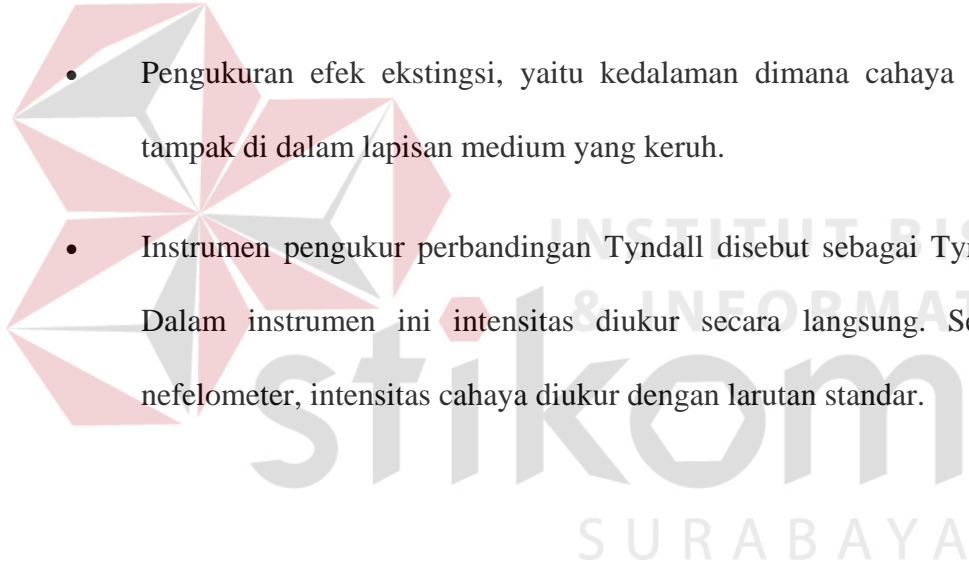 • Pengukuran efek ekstingsi, yaitu kedalaman dimana cahaya
tampak di dalam lapisan medium yang keruh.
• Instrumen pengukur perbandingan Tyndall disebut sebagai
Dalam instrumen ini intensitas diukur secara langsung.
nefelometer, intensitas cahaya diukur dengan larutan standar.
INSTITUT
& INFORMAT
stikom
SURABAYA